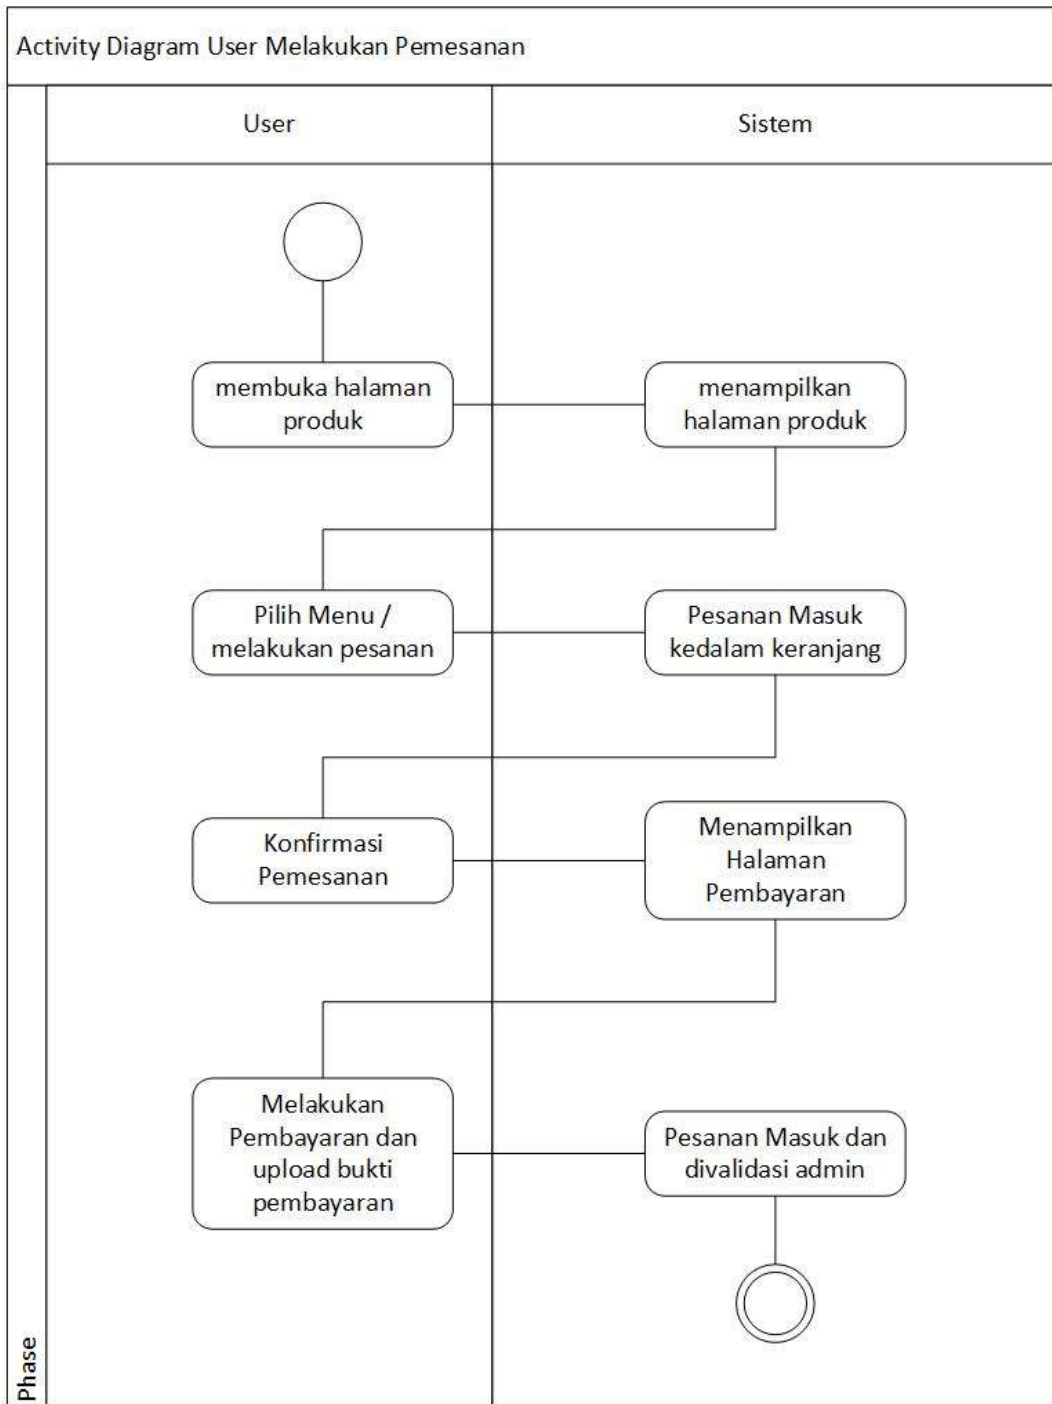 Activity Diagram User Melakukan Pemesanan
User
Sistem
membuka halaman
produk
menampilkan
halaman produk
Pilih Menu /
melakukan pesanan
Pesanan Masuk
kedalam keranjang
Konfirmasi
Pemesanan
Menampilkan
Halaman
Pembayaran
Melakukan
Pembayaran dan
upload bukti
pembayaran
Pesanan Masuk dan
divalidasi admin
Phase